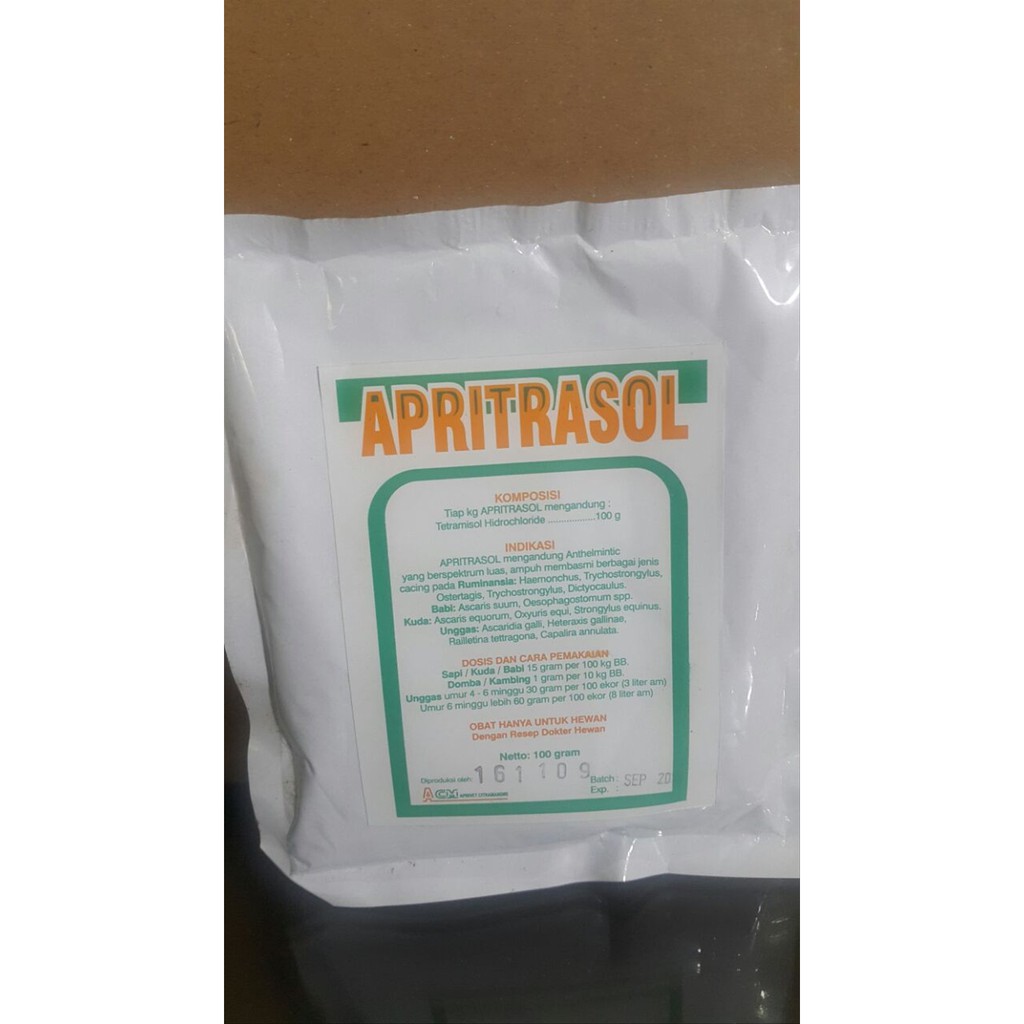 APRITRASOL
KOMPOSISI
Tiap kg APRITRASOL mengandung :
Tetramisol Hidrochloride ..................100 g
INDIKASI
APRITRASOL mengandung Anthelmintic
yang berspektrum luas, ampuh membasmi berbagai jenis
cacing pada Ruminansia: Haemonchus, Trychostrongylus,
Ostertagis, Trychostrongylus, Dictyocaulus.
Babi: Ascaris suum, Oesophagostomum spp.
Kuda: Ascaris equorum, Oxyuris equi, Strongylus equinus.
Unggas: Ascaridia galli, Heteraxis gallinae,
Railletina tettragona, Capalira annulata.
DOSIS DAN CARA PEMAKAIAN
Sapi / Kuda / Babi 15 gram per 100 kg BB.
Domba / Kambing 1 gram per 10 kg BB.
Unggas umur 4 - 6 minggu 30 gram per 100 ekor (3 liter am)
Umur 6 minggu lebih 60 gram per 100 ekor (8 liter am)
OBAT HANYA UNTUK HEWAN
Dengan Resep Dokter Hewan
Netto: 100 gram
Diproduksi oleh: 161109 Batch : SEP 20
Exp. :
ACM